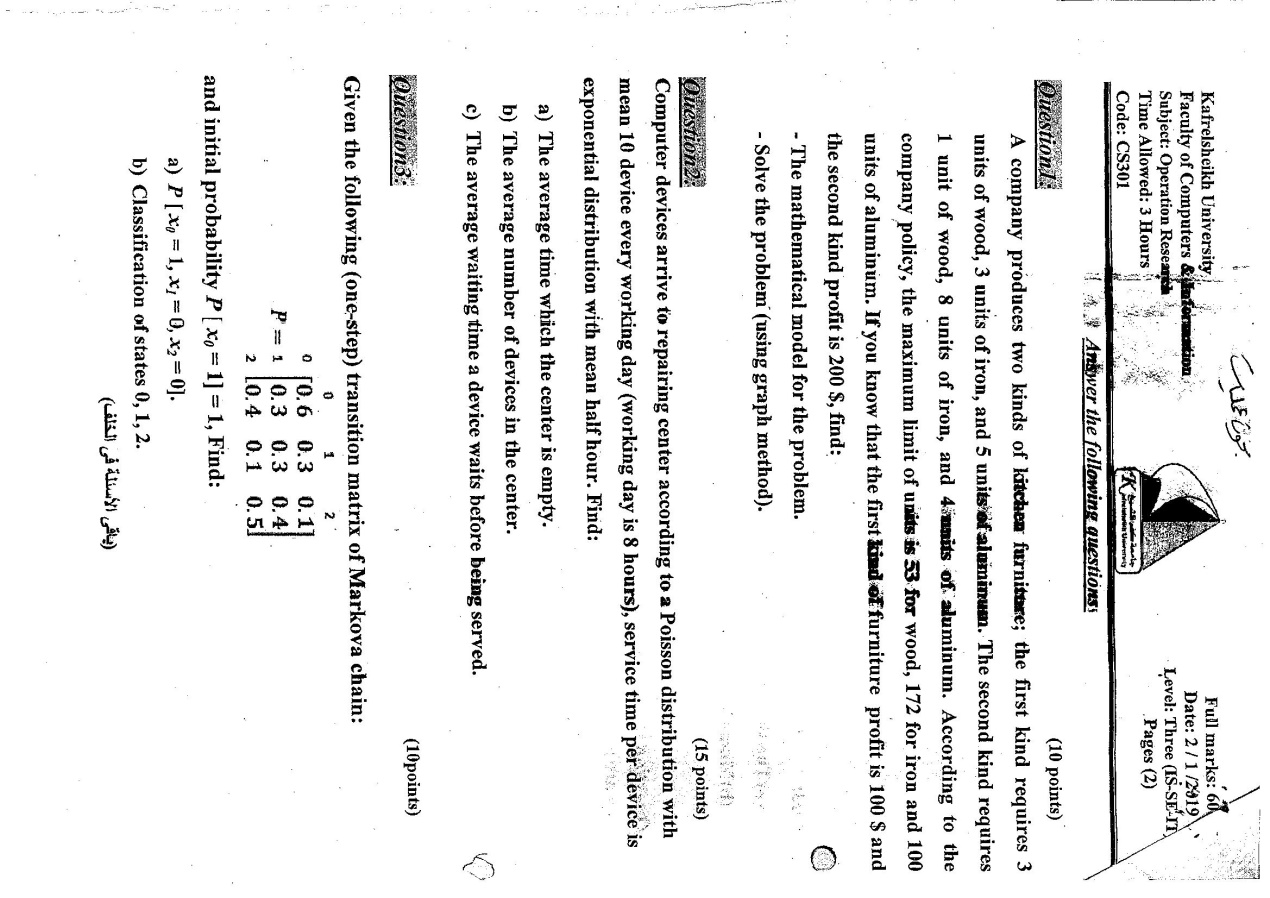 Kafrelsheikh University
Faculty of Computers & Information
Subject: Operation Research
Time Allowed: 3 Hours
Code: CS301
Full marks: 60
Date: 2 / 1 /2019
Level: Three (IS-SE-IT
Pages (2)
Answer the following questions:
Question1:
(10 points)
A company produces two kinds of kitchen furniture; the first kind requires 3
units of wood, 3 units of iron, and 5 units of aluminum. The second kind requires
1 unit of wood, 8 units of iron, and 4 units of aluminum. According to the
company policy, the maximum limit of units is 53 for wood, 172 for iron and 100
units of aluminum. If you know that the first kind of furniture profit is 100 $ and
the second kind profit is 200 $, find:
- The mathematical model for the problem.
- Solve the problem (using graph method).
Question2:
(15 points)
Computer devices arrive to repairing center according to a Poisson distribution with
mean 10 device every working day (working day is 8 hours), service time per device is
exponential distribution with mean half hour. Find:
a) The average time which the center is empty.
b) The average number of devices in the center.
c) The average waiting time a device waits before being served.
Question3:
(10points)
Given the following (one-step) transition matrix of Markova chain:
0 1 2
0 [0.6 0.3 0.1]
P = 1 |0.3 0.3 0.4|
2 [0.4 0.1 0.5]
and initial probability P [ x₀ = 1] = 1, Find:
a) P [ x₀ = 1, x₁ = 0, x₂ = 0].
b) Classification of states 0, 1, 2.
(باقى الأسئلة فى الخلف)